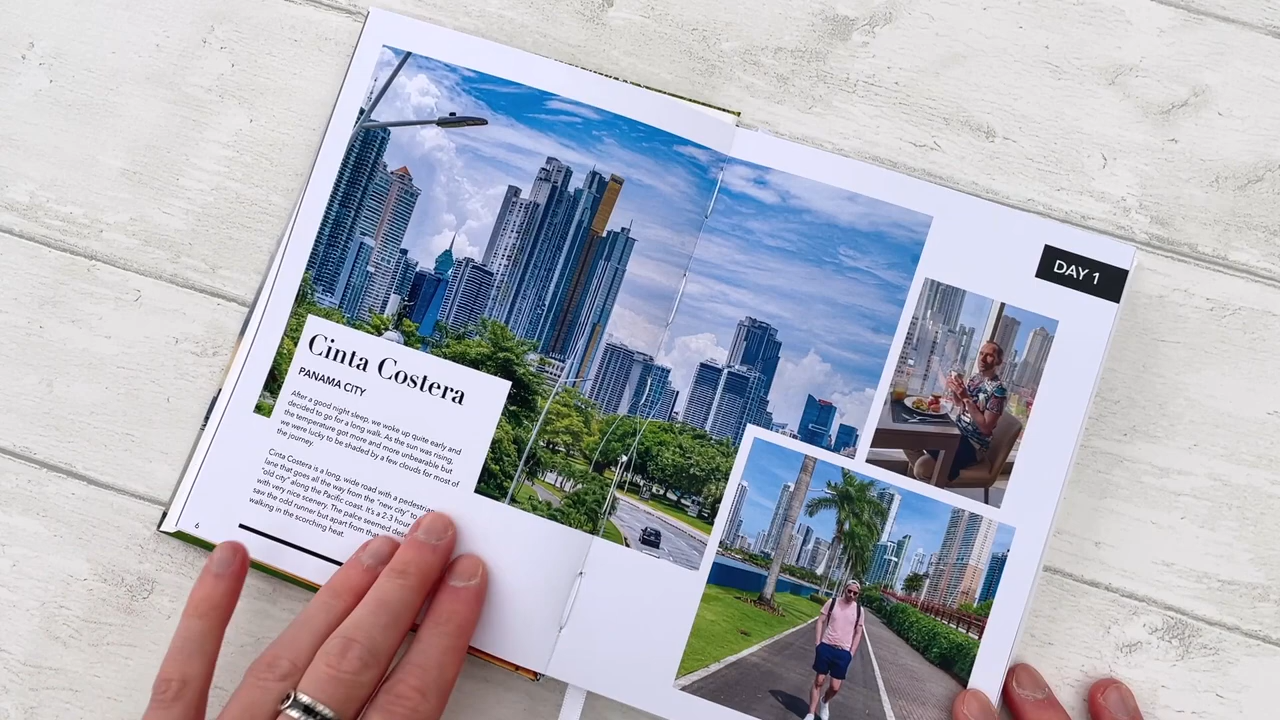 Cinta Costera
PANAMA CITY
After a good night sleep, we woke up quite early and
decided to go for a long walk. As the sun was rising,
the temperature got more and more unbearable but
we were lucky to be shaded by a few clouds for most of
the journey.
Cinta Costera is a long, wide road with a pedestrian
lane that goes all the way from the "new city" to
"old city" along the Pacific coast. It's a 2-3 hour
with very nice scenery. The palce seemed
saw the odd runner but apart from that
walking in the scorching heat.
6
DAY 1